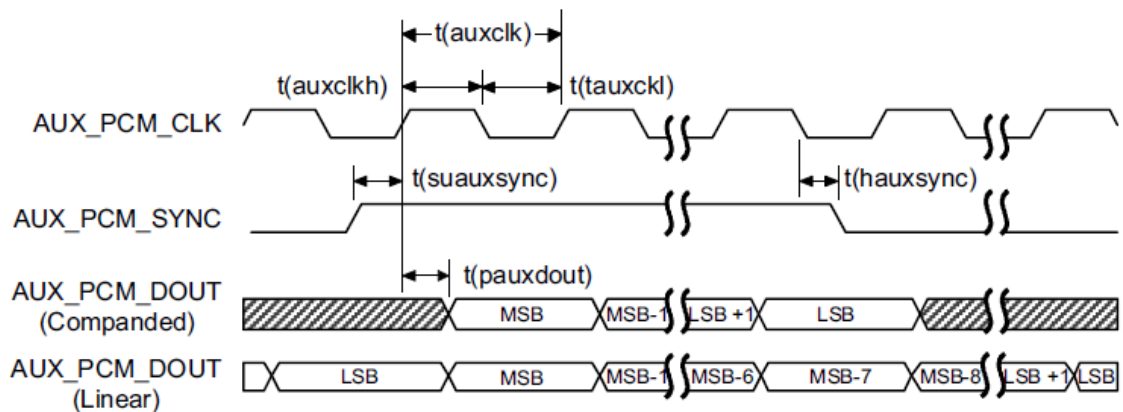 t(auxclk)
t(auxclkh)
t(tauxckl)
AUX_PCM_CLK
t(suauxsync)
t(hauxsync)
AUX_PCM_SYNC
t(pauxdout)
AUX_PCM_DOUT
(Companded)
MSB MSB-1 LSB +1 LSB
AUX_PCM_DOUT
(Linear)
LSB MSB MSB-1 MSB-6 MSB-7 MSB-8 LSB +1 LSB